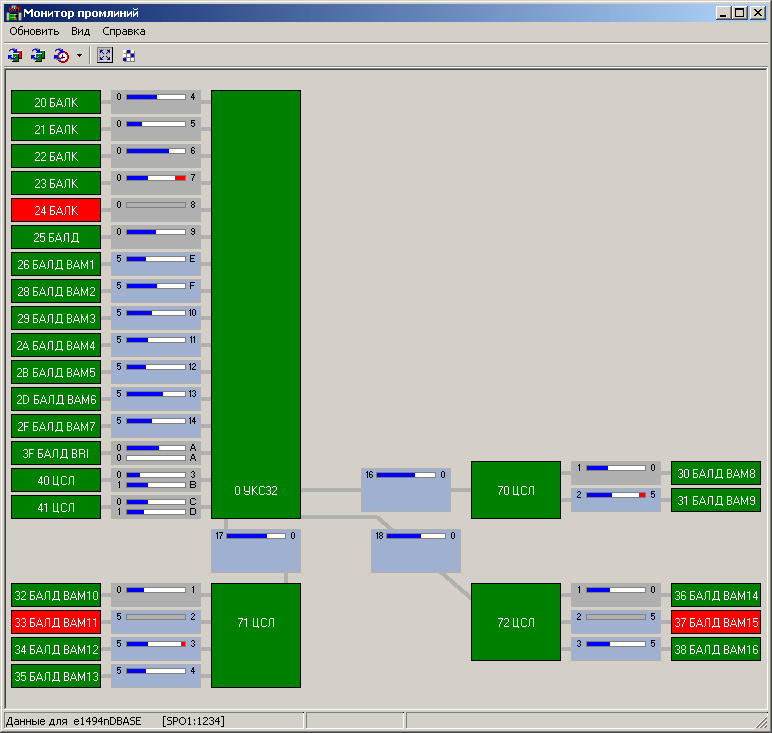 Монитор промлиний
Обновить Вид Справка
20 БАЛК 0 4
21 БАЛК 0 5
22 БАЛК 0 6
23 БАЛК 0 7
24 БАЛК 0 8
25 БАЛД 0 9
26 БАЛД ВАМ1 5 E
28 БАЛД ВАМ2 5 F
29 БАЛД ВАМ3 5 10
2A БАЛД ВАМ4 5 11
2B БАЛД ВАМ5 5 12
2D БАЛД ВАМ6 5 13
2F БАЛД ВАМ7 5 14
3F БАЛД BRI 0 A
0 A
40 ЦСЛ 0 3
1 B
41 ЦСЛ 0 C
1 D
0 УКС32
16 0
70 ЦСЛ
1 0 30 БАЛД ВАМ8
2 5 31 БАЛД ВАМ9
17 0
18 0
32 БАЛД ВАМ10 0 1
33 БАЛД ВАМ11 5 2
34 БАЛД ВАМ12 5 3
35 БАЛД ВАМ13 5 4
71 ЦСЛ
72 ЦСЛ
1 0 36 БАЛД ВАМ14
2 5 37 БАЛД ВАМ15
3 5 38 БАЛД ВАМ16
Данные для e1494nDBASE [SPO1:1234]